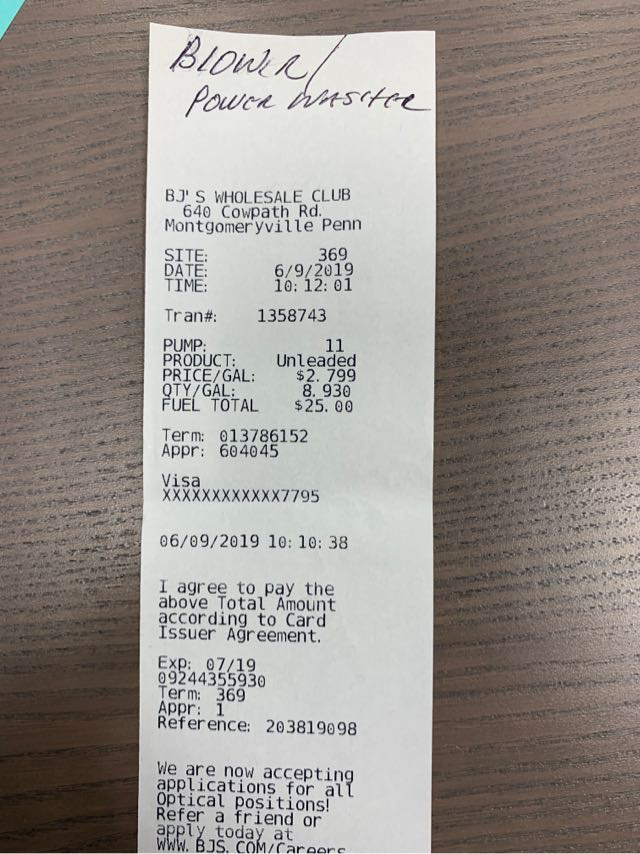 BLOWER/
POWER WASHER
BJ'S WHOLESALE CLUB
640 Cowpath Rd.
Montgomeryville Penn
SITE: 369
DATE: 6/9/2019
TIME: 10:12:01
Tran#: 1358743
PUMP: 11
PRODUCT: Unleaded
PRICE/GAL: $2.799
QTY/GAL: 8.930
FUEL TOTAL $25.00
Term: 013786152
Appr: 604045
Visa
XXXXXXXXXXXX7795
06/09/2019 10:10:38
I agree to pay the
above Total Amount
according to Card
Issuer Agreement.
Exp: 07/19
09244355930
Term: 369
Appr: 1
Reference: 203819098
We are now accepting
applications for all
Optical positions!
Refer a friend or
apply today at
WWW.BJS.COM/Careers